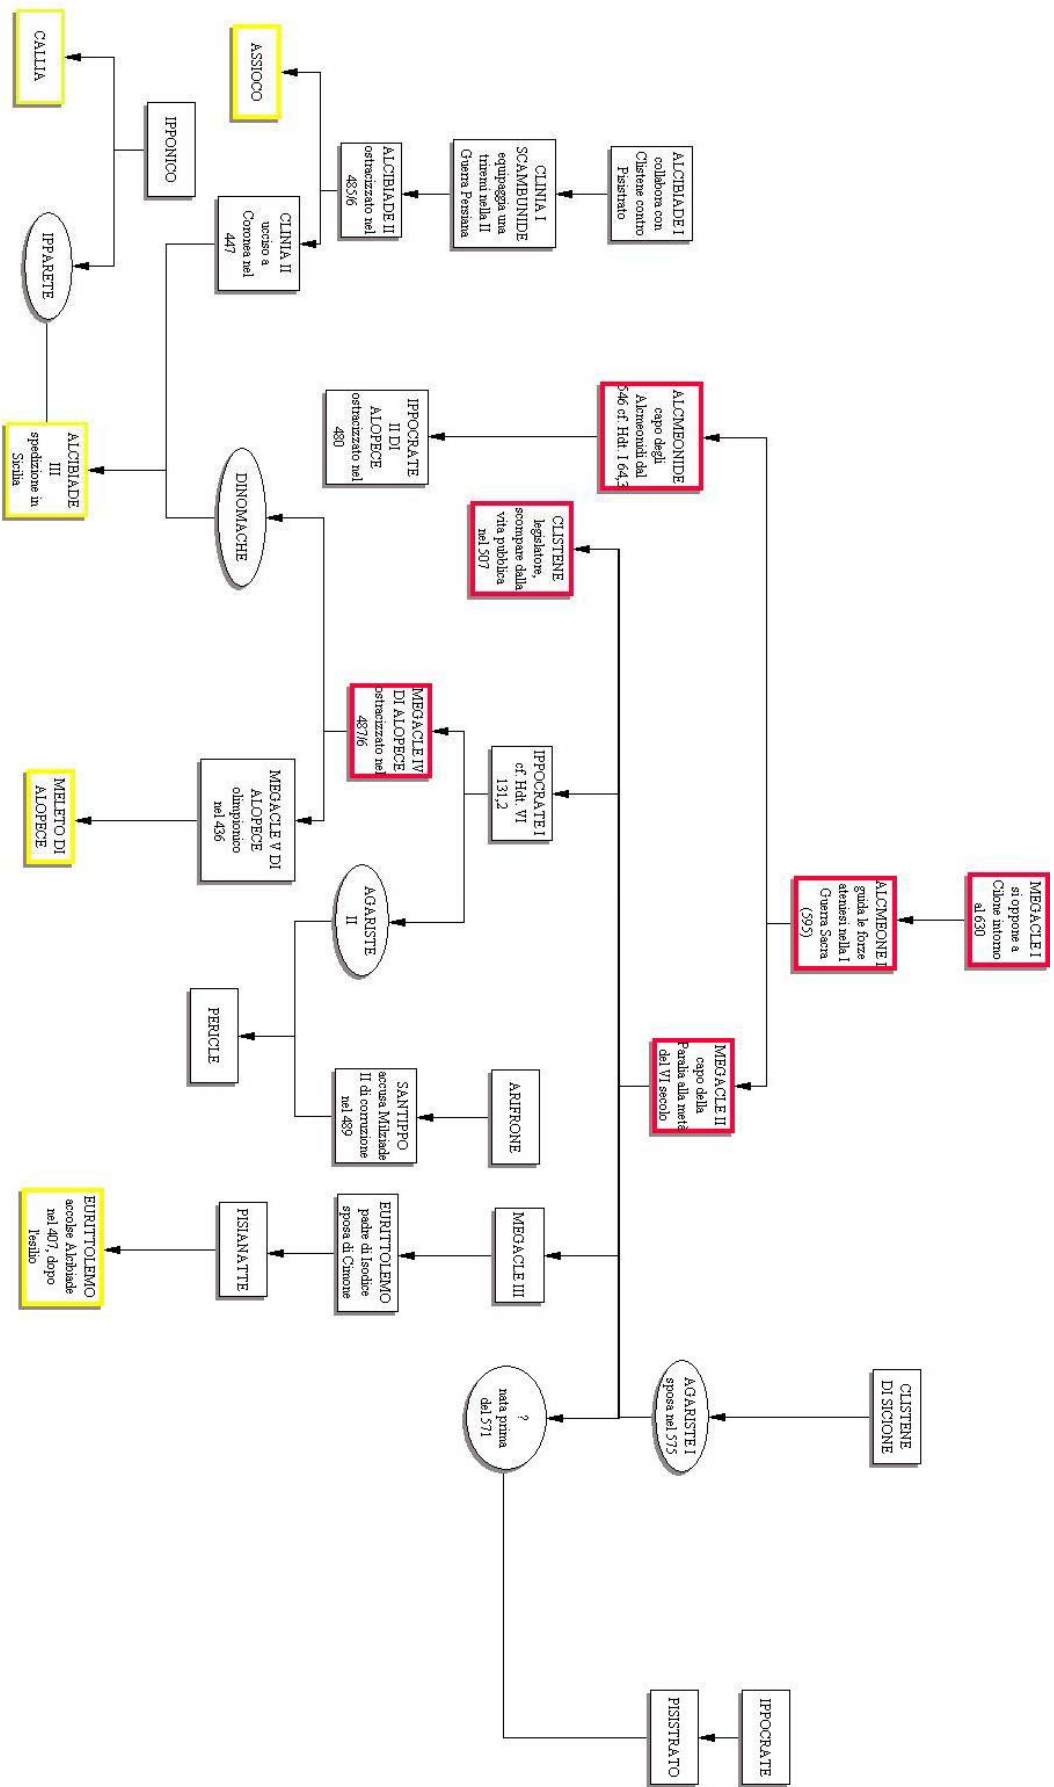 MEGACLE I
si oppone a
Cilone intorno
al 630
ALCMEONE I
guida le forze
ateniesi nella I
Guerra Sacra
(595)
CLISTENE
DI SICIONE
IPPOCRATE
ALCIBIADE I
collabora con
Clistene contro
Pisistrato
ALCMEONIDE
capo degli
Alcmeonidi dal
546 cf. Hdt. I 64,3
MEGACLE II
capo della
Paralia alla metà
del VI secolo
AGARISTE I
sposa nel 575
PISISTRATO
CLINIA I
SCAMBUNIDE
equipaggia una
triremi nella II
Guerra Persiana
CLISTENE
legislatore,
scompare dalla
vita pubblica
nel 507
IPPOCRATE I
cf. Hdt. VI
131,2
ARIFRONE
MEGACLE III
?
nata prima
del 571
ALCIBIADE II
ostracizzato nel
485/6
IPPOCRATE
II DI
ALOPECE
ostracizzato nel
480
MEGACLE IV
DI ALOPECE
ostracizzato nel
487/6
AGARISTE
II
SANTIPPO
accusa Milziade
II di corruzione
nel 489
EURITTOLEMO
padre di Isodice
sposa di Cimone
ASSIOCO
CLINIA II
ucciso a
Coronea nel
447
DINOMACHE
MEGACLE V DI
ALOPECE
olimpionico
nel 436
PERICLE
PISIANATTE
IPPONICO
CALLIA
IPPARETE
ALCIBIADE
III
spedizione in
Sicilia
MELETO DI
ALOPECE
EURITTOLEMO
accolse Alcibiade
nel 407, dopo
l'esilio